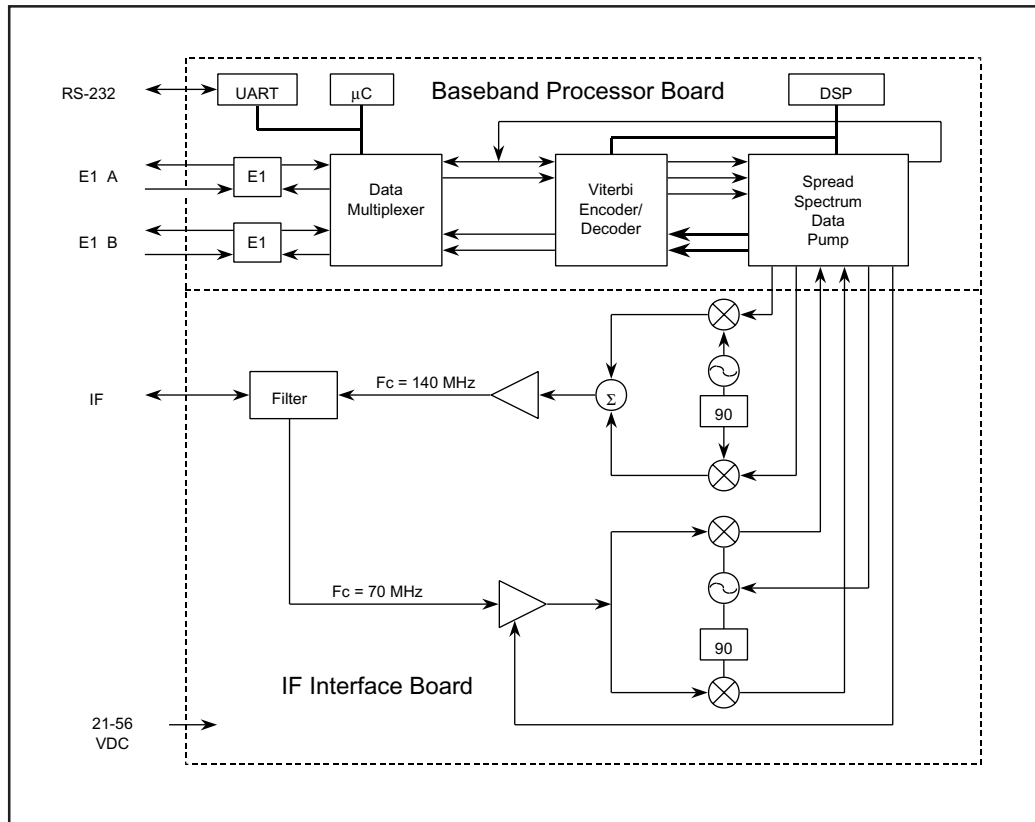 RS-232
UART
µC
Baseband Processor Board
DSP
E1 A
E1
E1 B
E1
Data
Multiplexer
Viterbi
Encoder/
Decoder
Spread
Spectrum
Data
Pump
IF
Filter
Fc = 140 MHz
Σ
90
Fc = 70 MHz
90
IF Interface Board
21-56
VDC